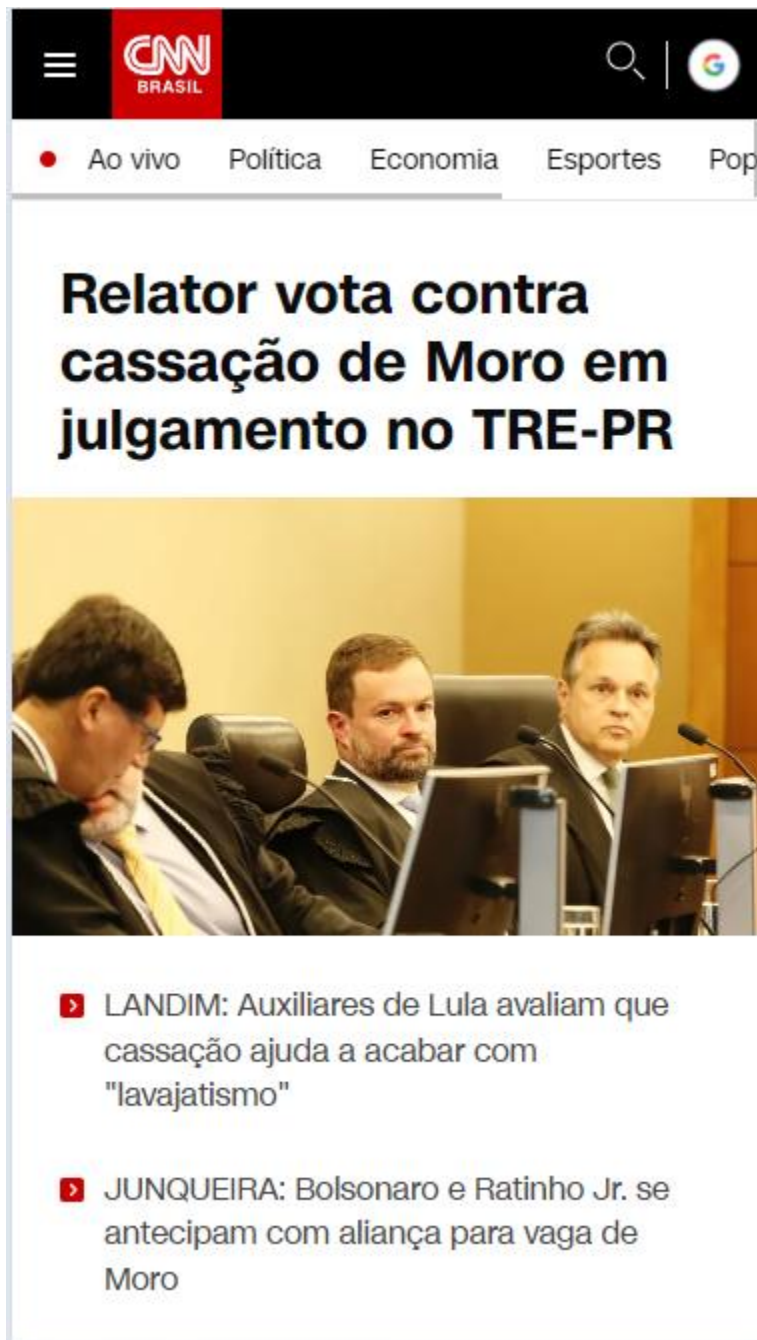 CNN
BRASIL
G
Ao vivo Política Economia Esportes Pop
Relator vota contra
cassação de Moro em
julgamento no TRE-PR
LANDIM: Auxiliares de Lula avaliam que
cassação ajuda a acabar com
"lavajatismo"
JUNQUEIRA: Bolsonaro e Ratinho Jr. se
antecipam com aliança para vaga de
Moro